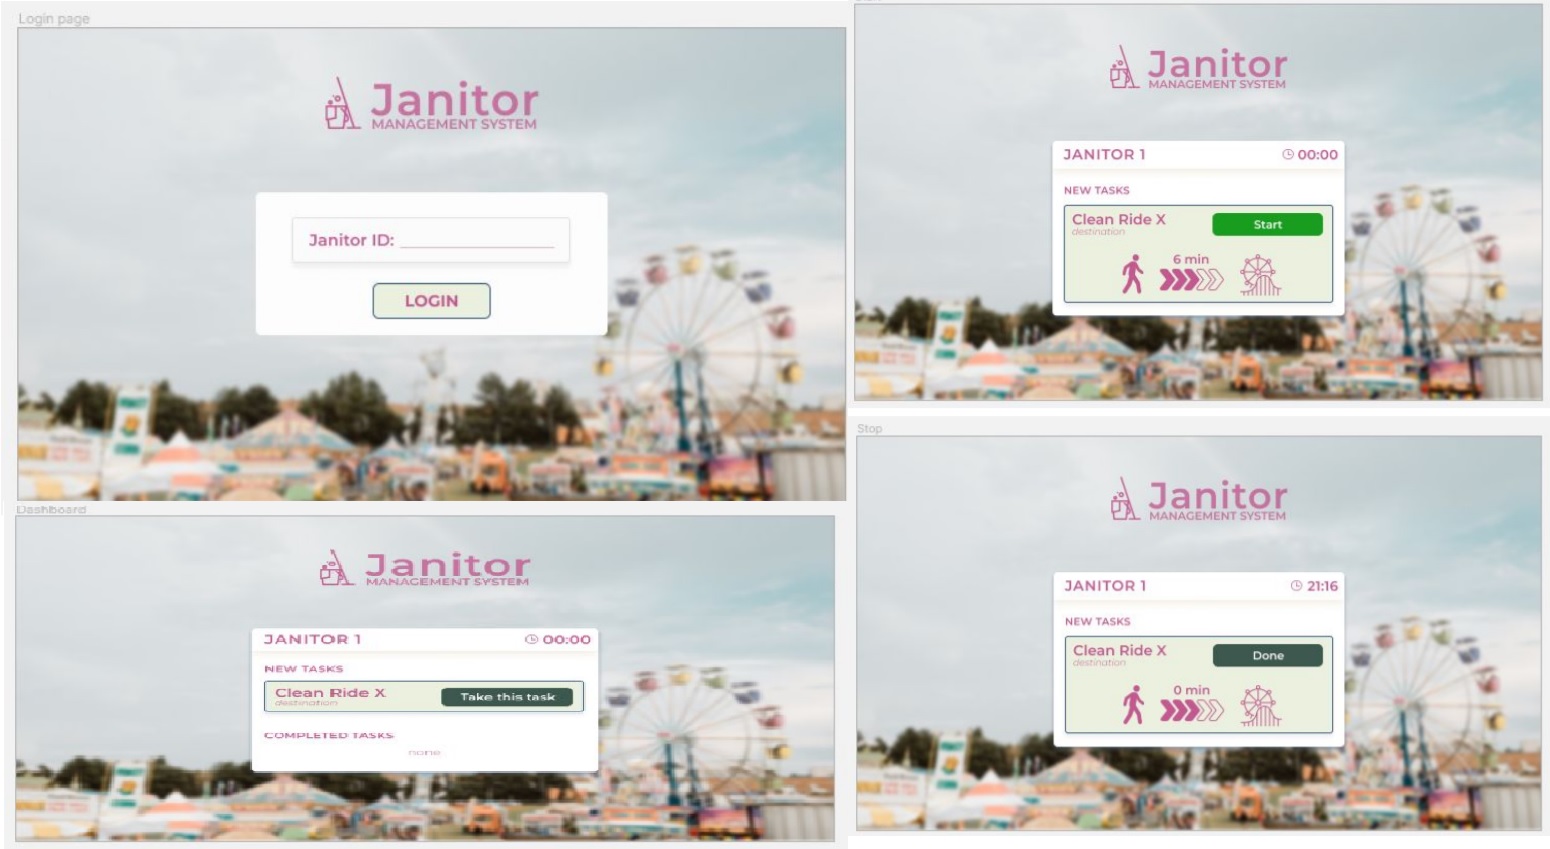 Login page
Janitor
MANAGEMENT SYSTEM
Janitor ID:
LOGIN
Janitor
MANAGEMENT SYSTEM
JANITOR 1
00:00
NEW TASKS
Clean Ride X
Start
destination
6 min
Dashboard
Janitor
MANAGEMENT SYSTEM
JANITOR 1
00:00
NEW TASKS
Clean Ride X
Take this task
destination
COMPLETED TASKS
none
Stop
Janitor
MANAGEMENT SYSTEM
JANITOR 1
21:16
NEW TASKS
Clean Ride X
Done
destination
0 min